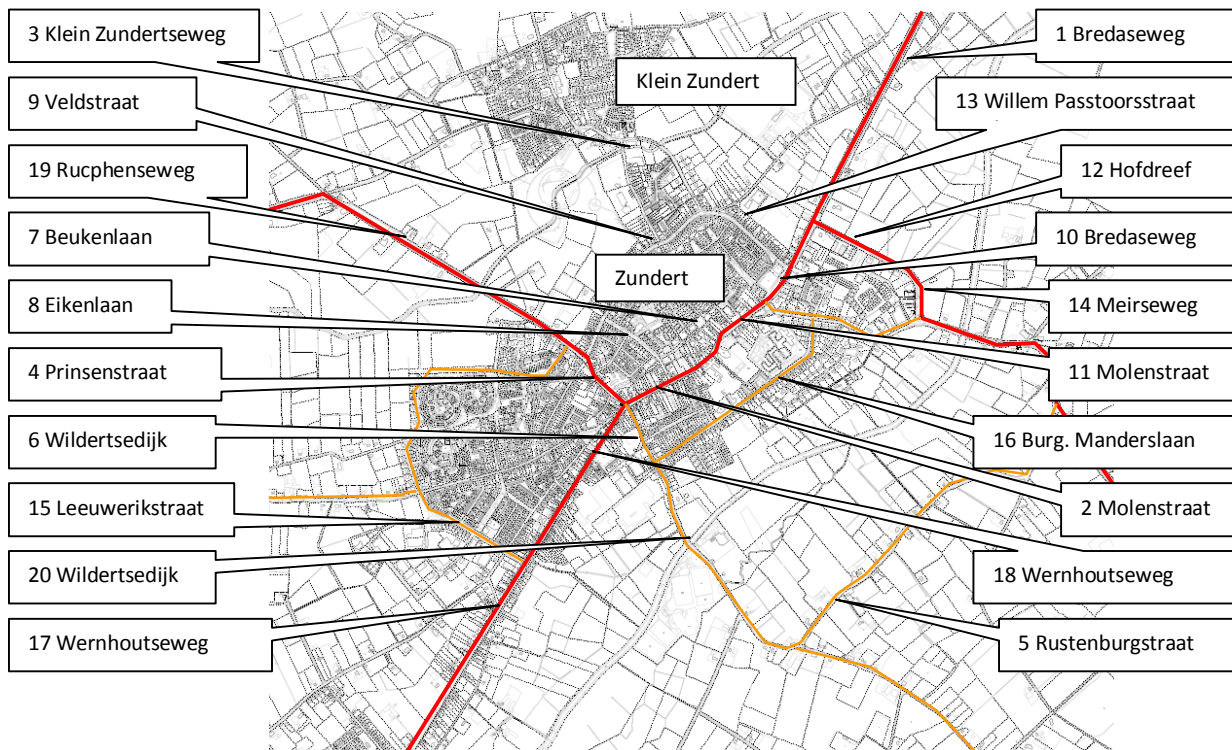 3 Klein Zundertseweg
9 Veldstraat
19 Rucphenseweg
7 Beukenlaan
8 Eikenlaan
4 Prinsenstraat
6 Wildertsedijk
15 Leeuwerikstraat
20 Wildertsedijk
17 Wernhoutseweg
Klein Zundert
Zundert
1 Bredaseweg
13 Willem Passtoorsstraat
12 Hofdreef
10 Bredaseweg
14 Meirseweg
11 Molenstraat
16 Burg. Manderslaan
2 Molenstraat
18 Wernhoutseweg
5 Rustenburgstraat